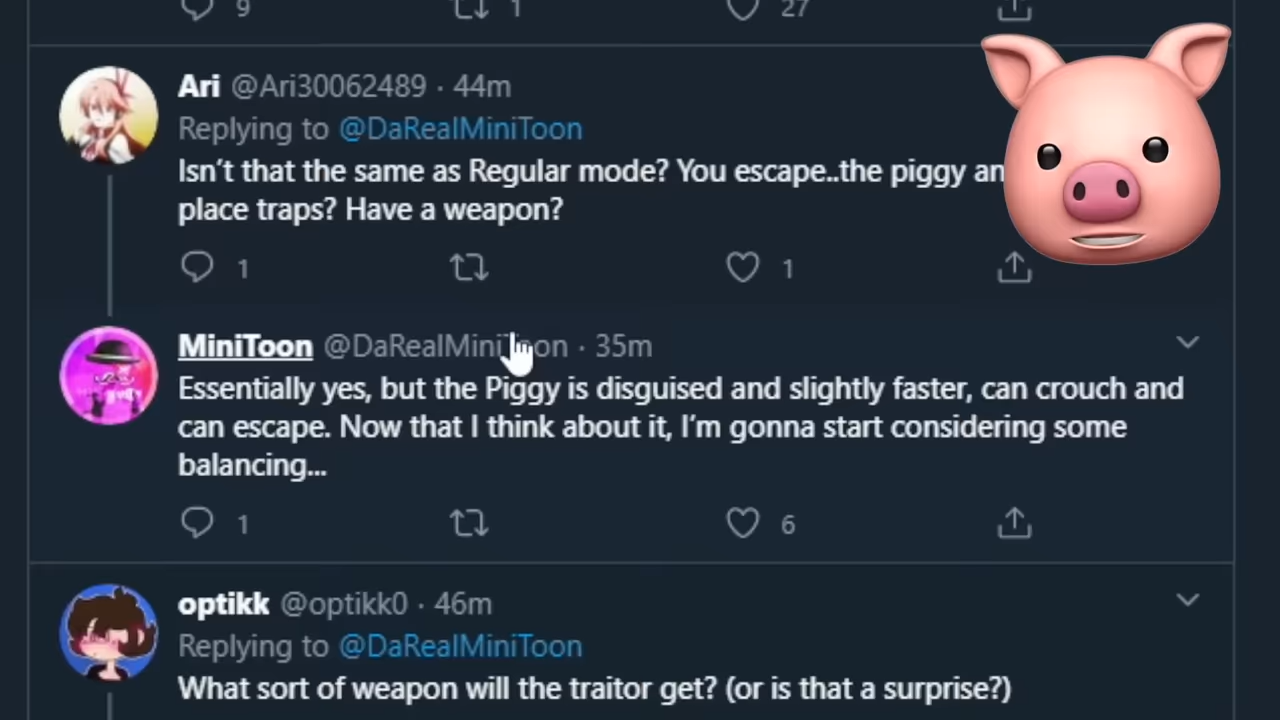 9 1 27
Ari @Ari30062489 · 44m
Replying to @DaRealMiniToon
Isn’t that the same as Regular mode? You escape..the piggy
place traps? Have a weapon?
1 1
MiniToon @DaRealMiniToon · 35m
Essentially yes, but the Piggy is disguised and slightly faster, can crouch and
can escape. Now that I think about it, I’m gonna start considering some
balancing...
1 6
optikk @optikk0 · 46m
Replying to @DaRealMiniToon
What sort of weapon will the traitor get? (or is that a surprise?)